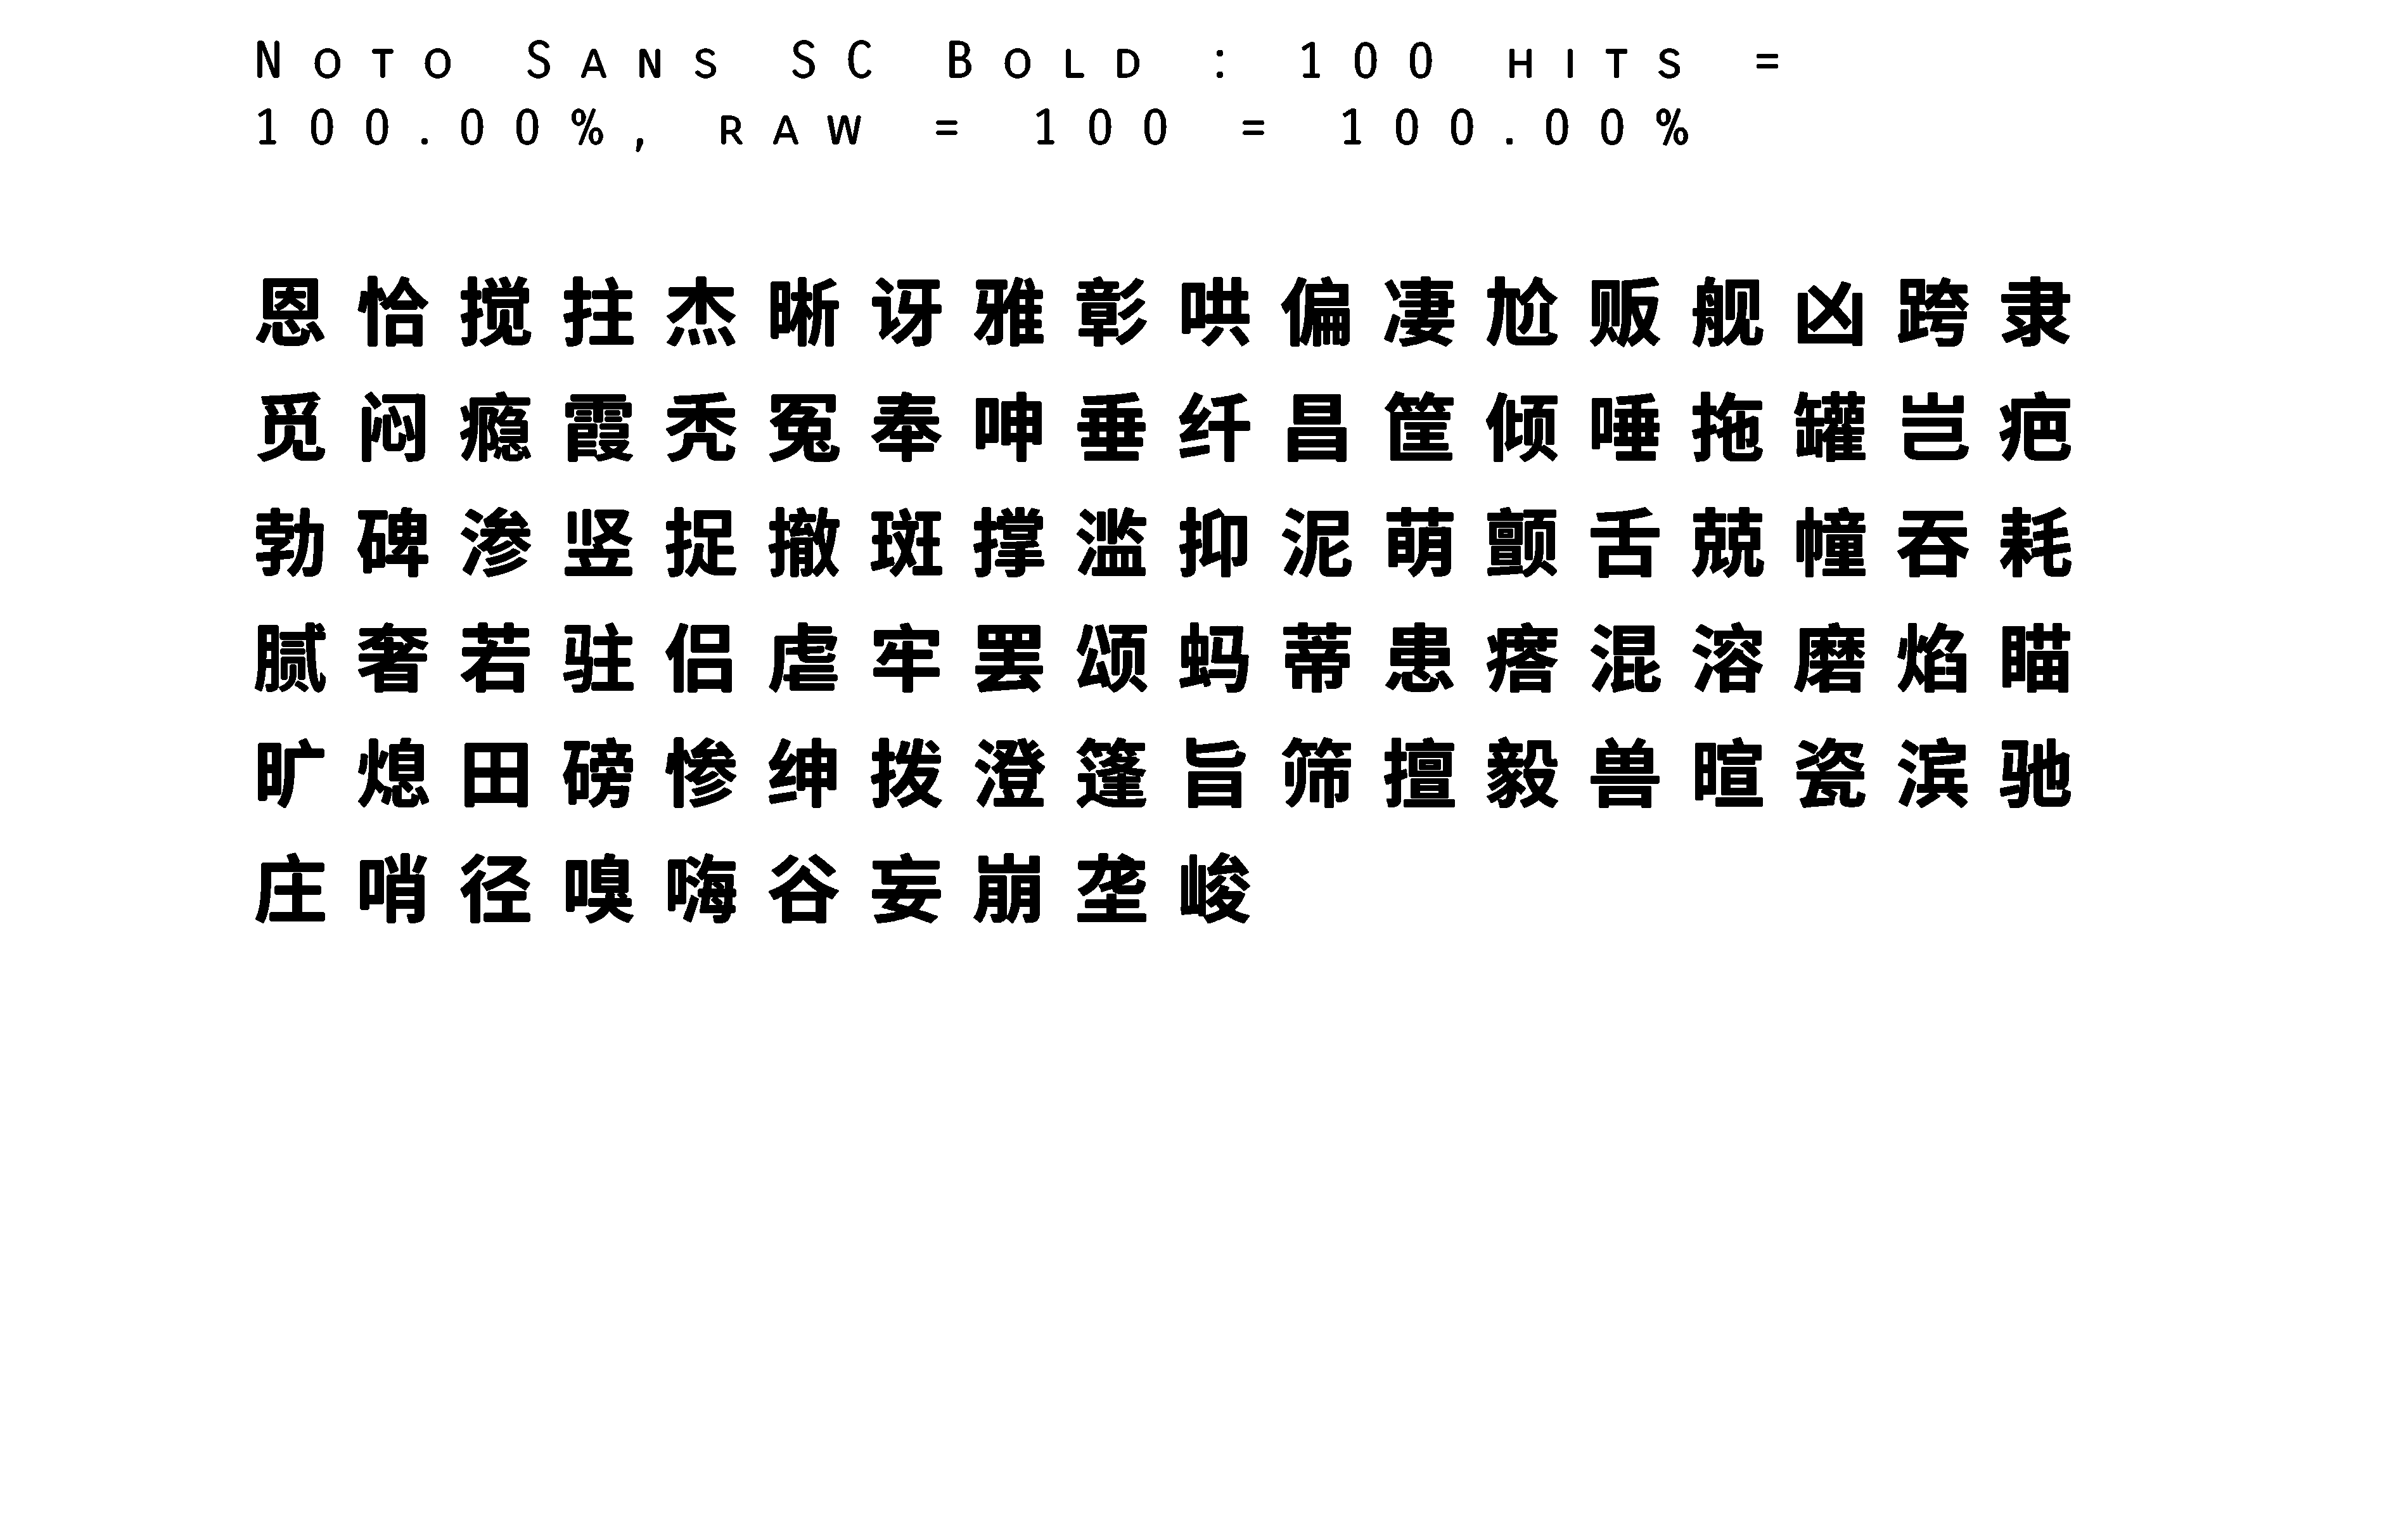 Noto Sans SC Bold : 100 hits =
100.00%, raw = 100 = 100.00%
恩恰搅拄杰晰讶雅彰哄偏凄尬贩舰凶跨隶
觅闷瘾霞秃冤奉呻垂纤昌筐倾唾拖罐岂疤
勃碑渗竖捉撤斑撑滥抑泥萌颤舌兢幢吞耗
腻奢若驻侣虐牢罢颂蚂蒂患瘩混溶磨焰瞄
旷熄田磅惨绅拨澄篷旨筛擅毅兽暄瓷滨驰
庄哨径嗅嗨谷妄崩垄峻